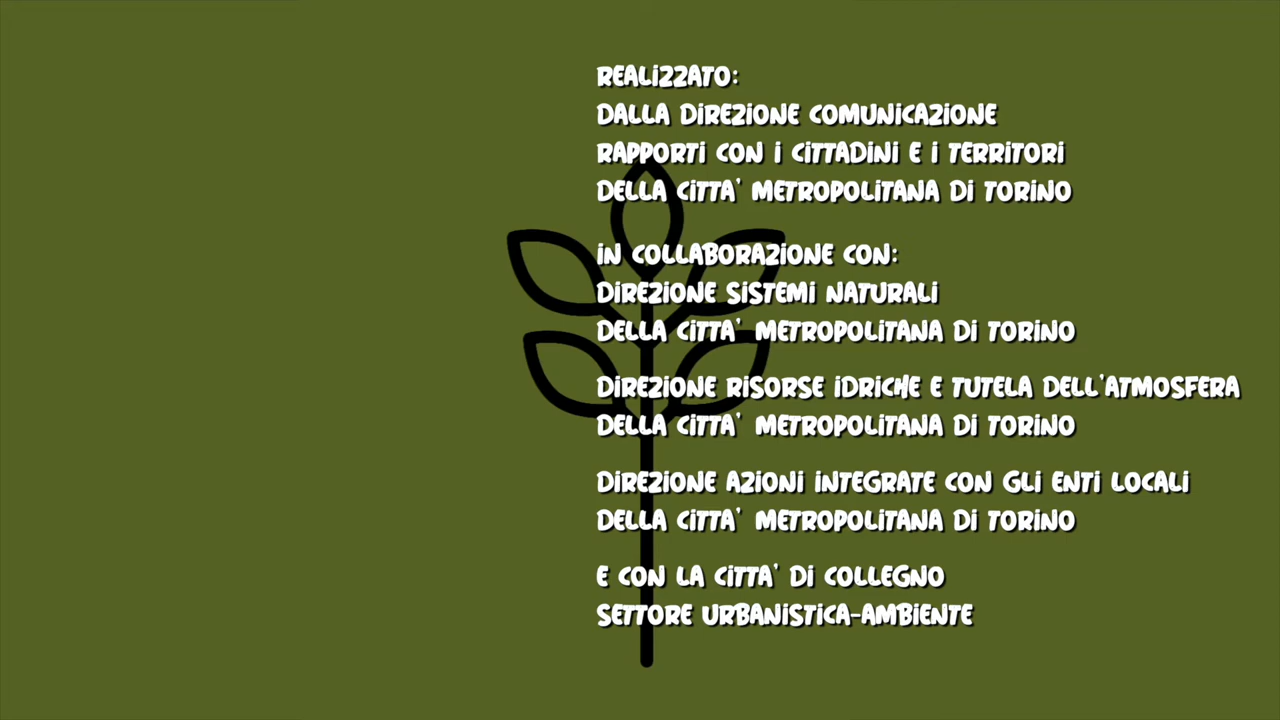 REALIZZATO:
DALLA DIREZIONE COMUNICAZIONE
RAPPORTI CON I CITTADINI E I TERRITORI
DELLA CITTA' METROPOLITANA DI TORINO
IN COLLABORAZIONE CON:
DIREZIONE SISTEMI NATURALI
DELLA CITTA' METROPOLITANA DI TORINO
DIREZIONE RISORSE IDRICHE E TUTELA DELL'ATMOSFERA
DELLA CITTA' METROPOLITANA DI TORINO
DIREZIONE AZIONI INTEGRATE CON GLI ENTI LOCALI
DELLA CITTA' METROPOLITANA DI TORINO
E CON LA CITTA' DI COLLEGNO
SETTORE URBANISTICA-AMBIENTE